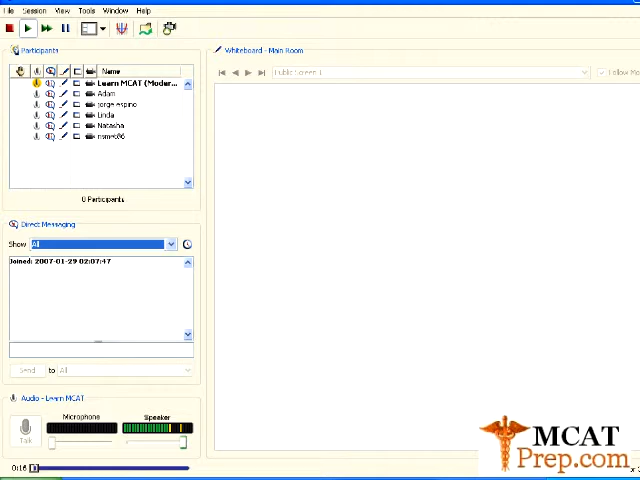 File Session View Tools Window Help
Participants
Name
Learn MCAT (Moder...
Adam
jorge espino
Linda
Natasha
nsmet86
0 Participants
Direct Messaging
Show All
Joined: 2007-01-29 02:07:47
Send to All
Audio - Learn MCAT
Microphone Speaker
Talk
0:16
Whiteboard - Main Room
Public Screen 1
Follow Mo
MCAT
Prep.com